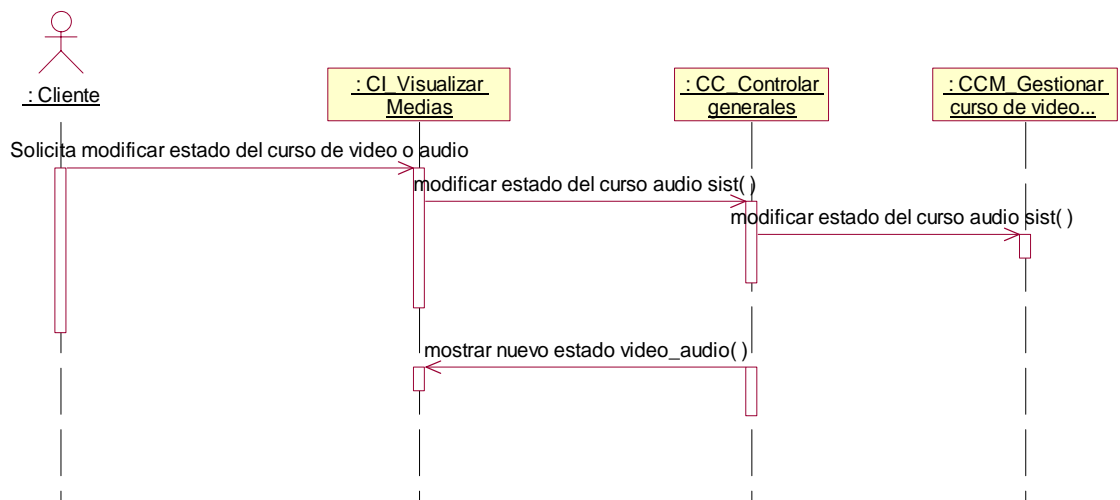 : Cliente
: CI_Visualizar
Medias
: CC_Controlar
generales
: CCM_Gestionar
curso de video...
Solicita modificar estado del curso de video o audio
modificar estado del curso audio sist( )
modificar estado del curso audio sist( )
mostrar nuevo estado video_audio( )